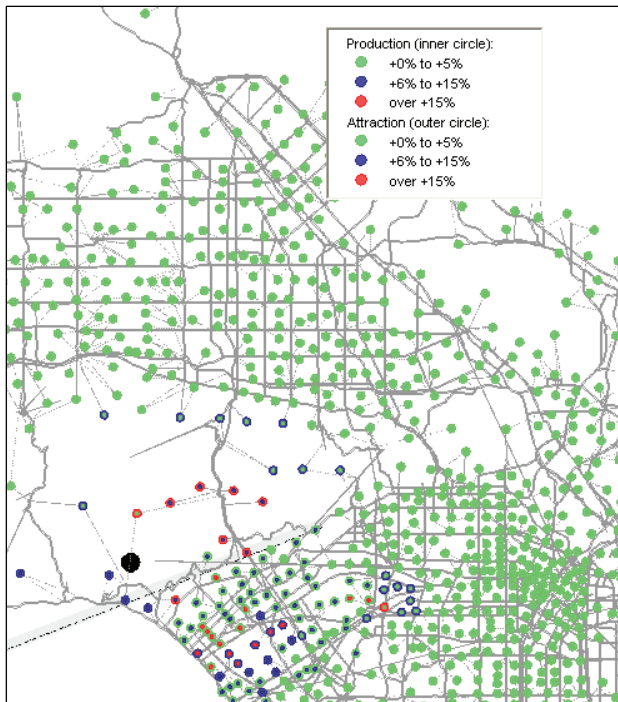 Production (inner circle):
+0% to +5%
+6% to +15%
over +15%
Attraction (outer circle):
+0% to +5%
+6% to +15%
over +15%